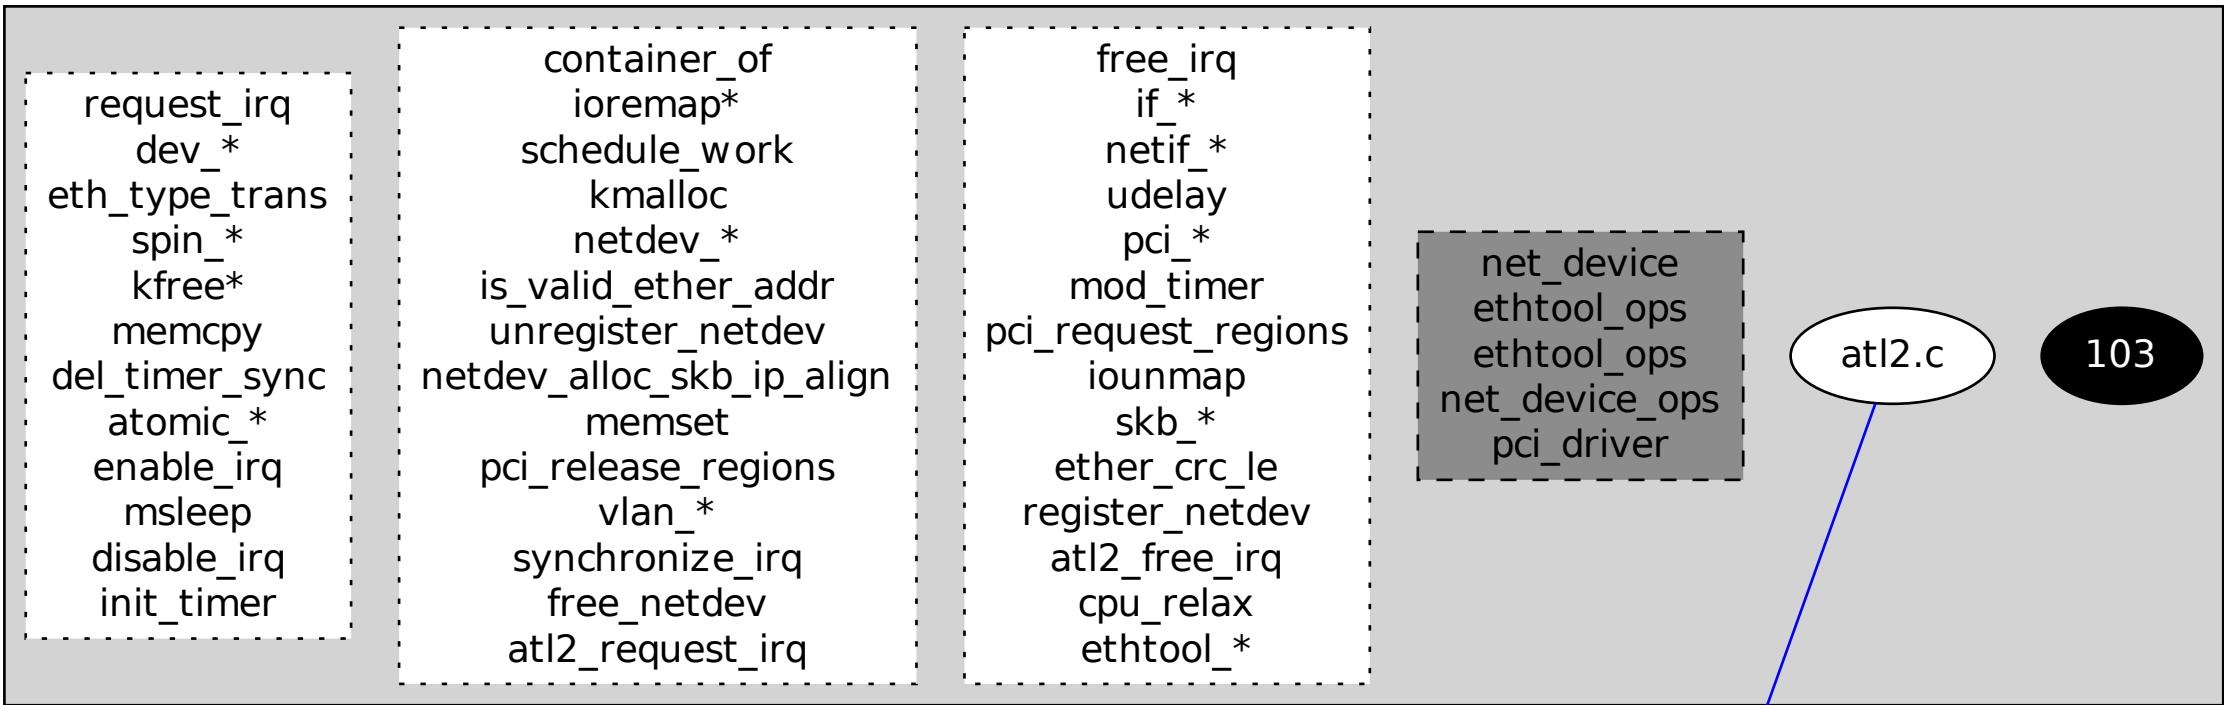 request_irq
dev_*
eth_type_trans
spin_*
kfree*
memcpy
del_timer_sync
atomic_*
enable_irq
msleep
disable_irq
init_timer
container_of
ioremap*
schedule_work
kmalloc
netdev_*
is_valid_ether_addr
unregister_netdev
netdev_alloc_skb_ip_align
memset
pci_release_regions
vlan_*
synchronize_irq
free_netdev
atl2_request_irq
free_irq
if_*
netif_*
udelay
pci_*
mod_timer
pci_request_regions
iounmap
skb_*
ether_crc_le
register_netdev
atl2_free_irq
cpu_relax
ethtool_*
net_device
ethtool_ops
ethtool_ops
net_device_ops
pci_driver
atl2.c
103